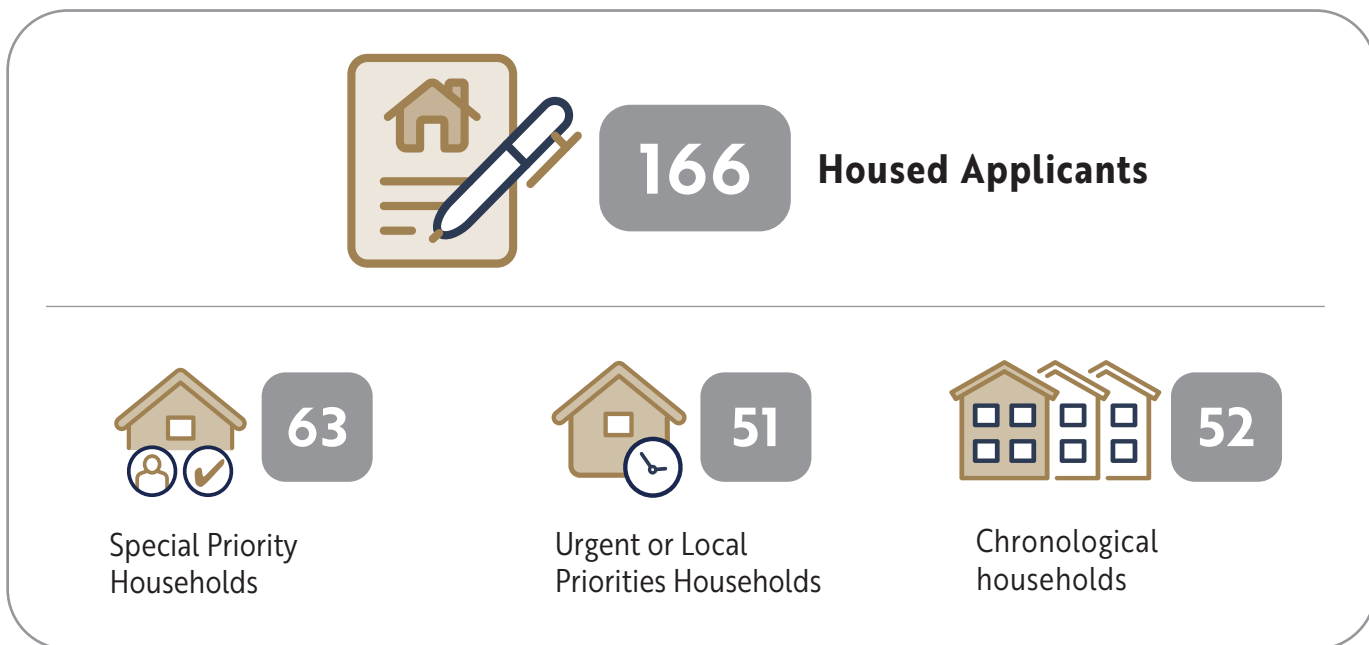 166
Housed Applicants
63
Special Priority
Households
51
Urgent or Local
Priorities Households
52
Chronological
households